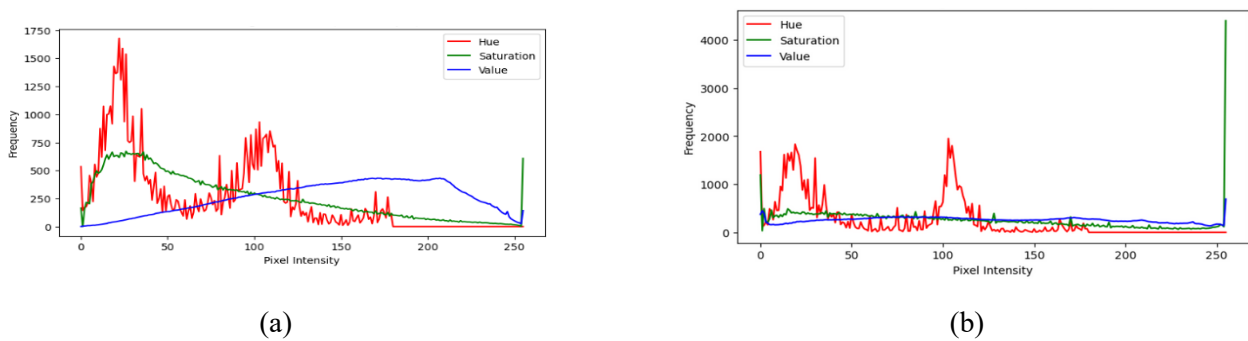 1750
1500
1250
1000
750
500
250
0
Frequency
0 50 100 150 200 250
Pixel Intensity
Hue
Saturation
Value
(a)
4000
3000
2000
1000
0
Frequency
0 50 100 150 200 250
Pixel Intensity
Hue
Saturation
Value
(b)